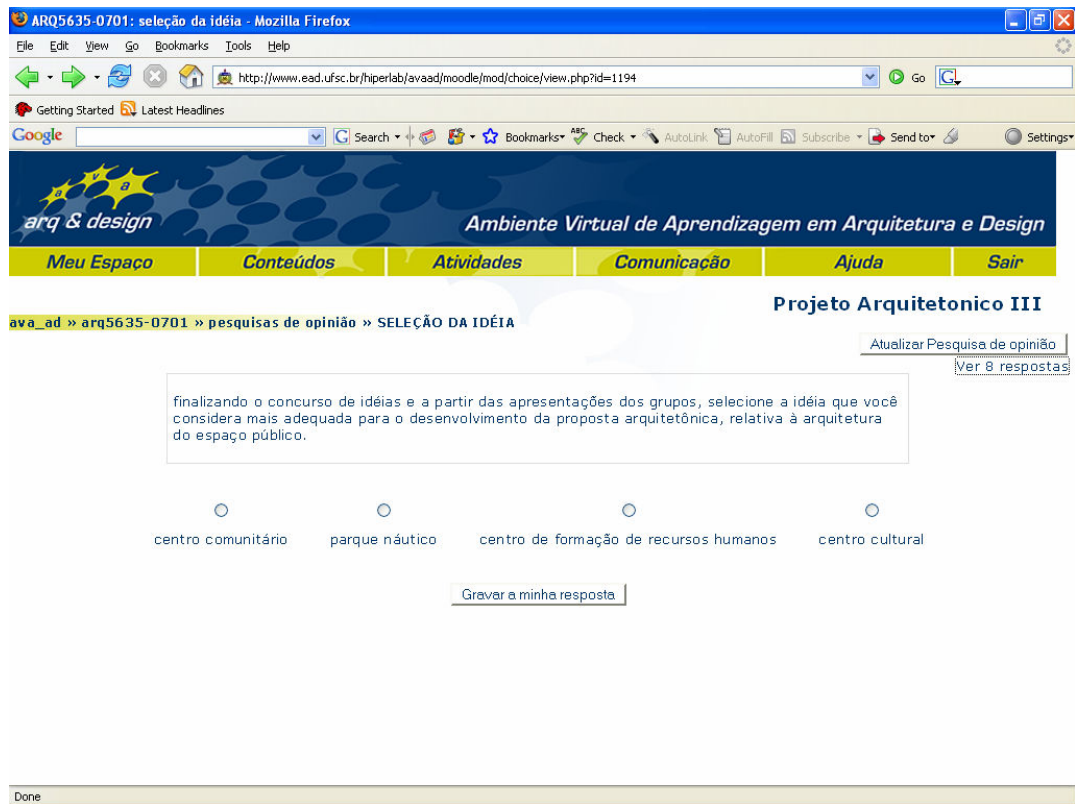 ARQ5635-0701: seleção da idéia - Mozilla Firefox
File Edit View Go Bookmarks Tools Help
http://www.ead.ufsc.br/hiperlab/avaad/moodle/mod/choice/view.php?id=1194 Go G
Getting Started Latest Headlines
Google G Search Bookmarks ABC Check AutoLink AutoFill Subscribe Send to Settings
a v a
arq & design Ambiente Virtual de Aprendizagem em Arquitetura e Design
Meu Espaço Conteúdos Atividades Comunicação Ajuda Sair
Projeto Arquitetonico III
ava_ad » arq5635-0701 » pesquisas de opinião » SELEÇÃO DA IDÉIA
Atualizar Pesquisa de opinião
Ver 8 respostas
finalizando o concurso de idéias e a partir das apresentações dos grupos, selecione a idéia que você
considera mais adequada para o desenvolvimento da proposta arquitetônica, relativa à arquitetura
do espaço público.
centro comunitário parque náutico centro de formação de recursos humanos centro cultural
Gravar a minha resposta
Done